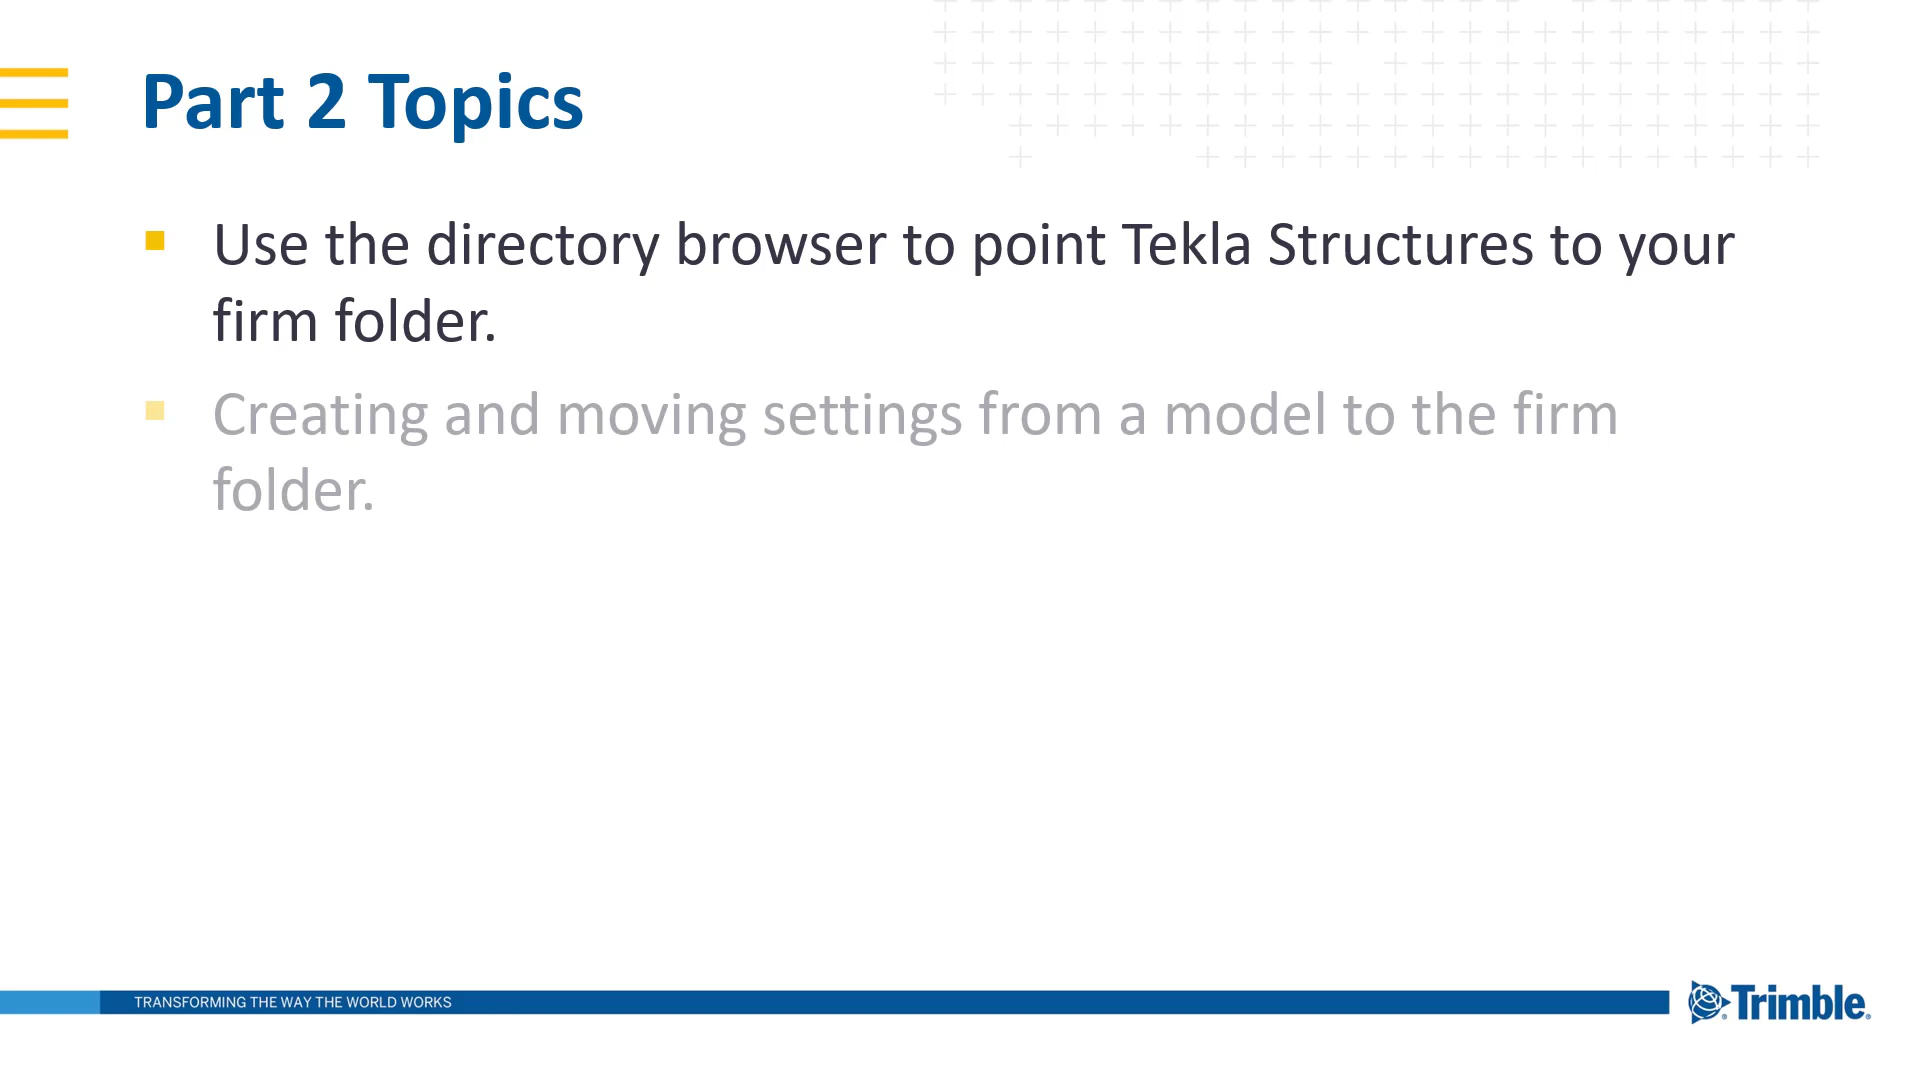 Part 2 Topics
Use the directory browser to point Tekla Structures to your
firm folder.
Creating and moving settings from a model to the firm
folder.
TRANSFORMING THE WAY THE WORLD WORKS
Trimble